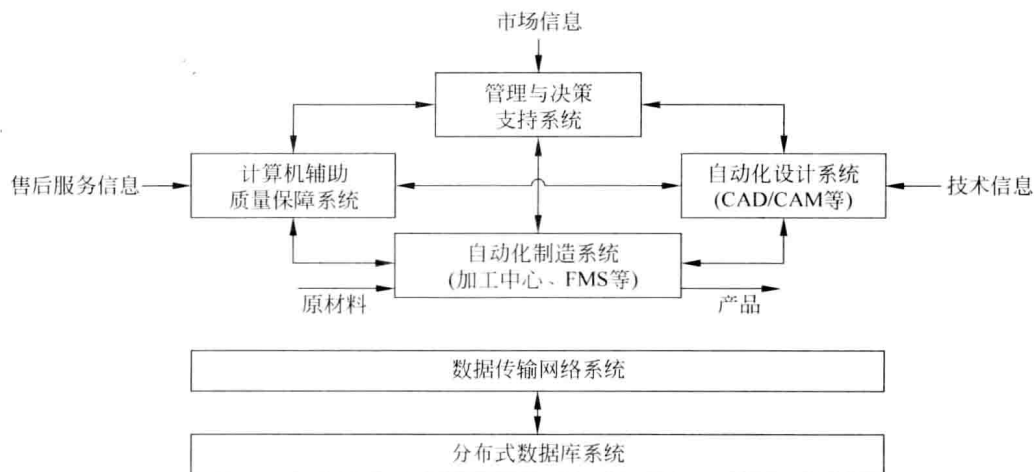 市场信息
管理与决策
支持系统
售后服务信息
计算机辅助
质量保障系统
自动化设计系统
(CAD/CAM等)
技术信息
自动化制造系统
(加工中心、FMS等)
原材料
产品
数据传输网络系统
分布式数据库系统